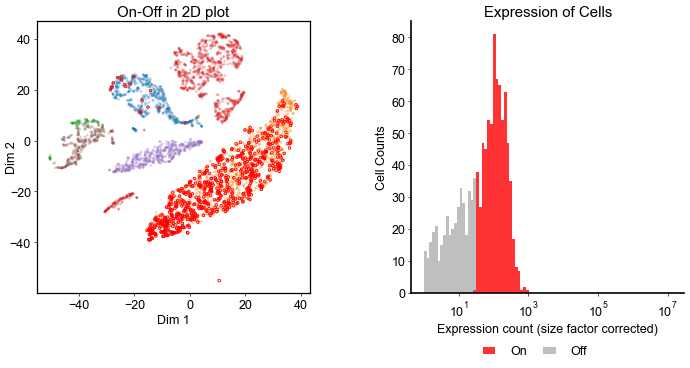 On-Off in 2D plot
40
20
0
−20
−40
Dim 2
−40 −20 0 20 40
Dim 1
Expression of Cells
80
70
60
50
40
30
20
10
0
Cell Counts
10^1 10^3 10^5 10^7
Expression count (size factor corrected)
On Off